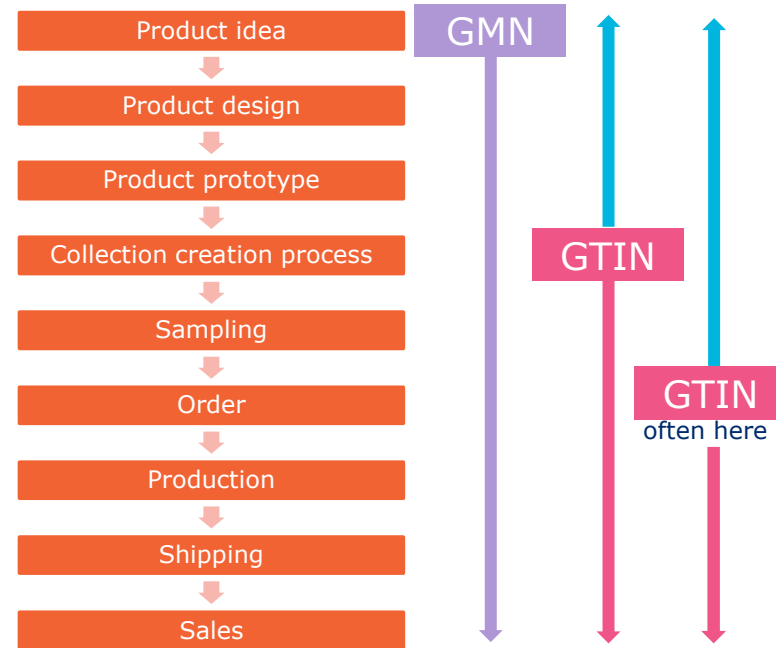 Product idea
Product design
Product prototype
Collection creation process
Sampling
Order
Production
Shipping
Sales
GMN
GTIN
GTIN
often here